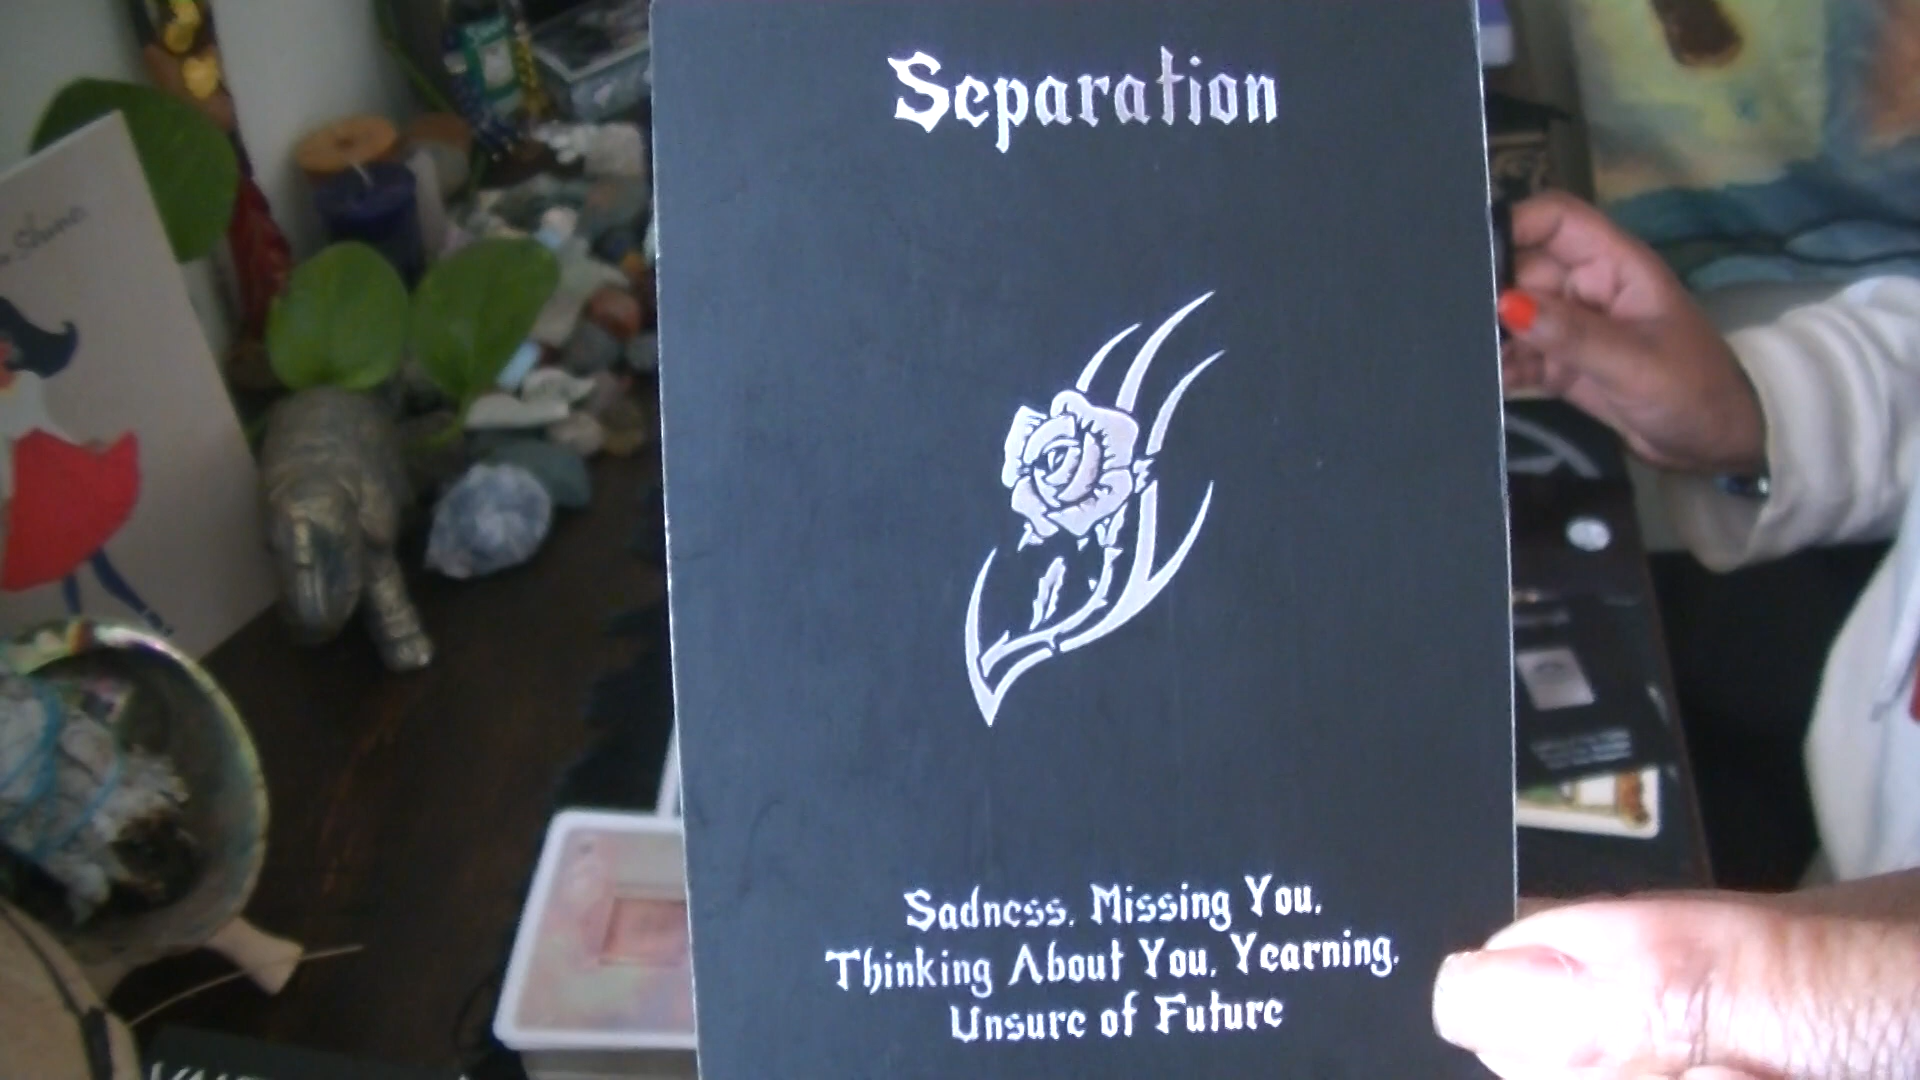 Separation
Sadness, Missing You,
Thinking About You, Yearning,
Unsure of Future